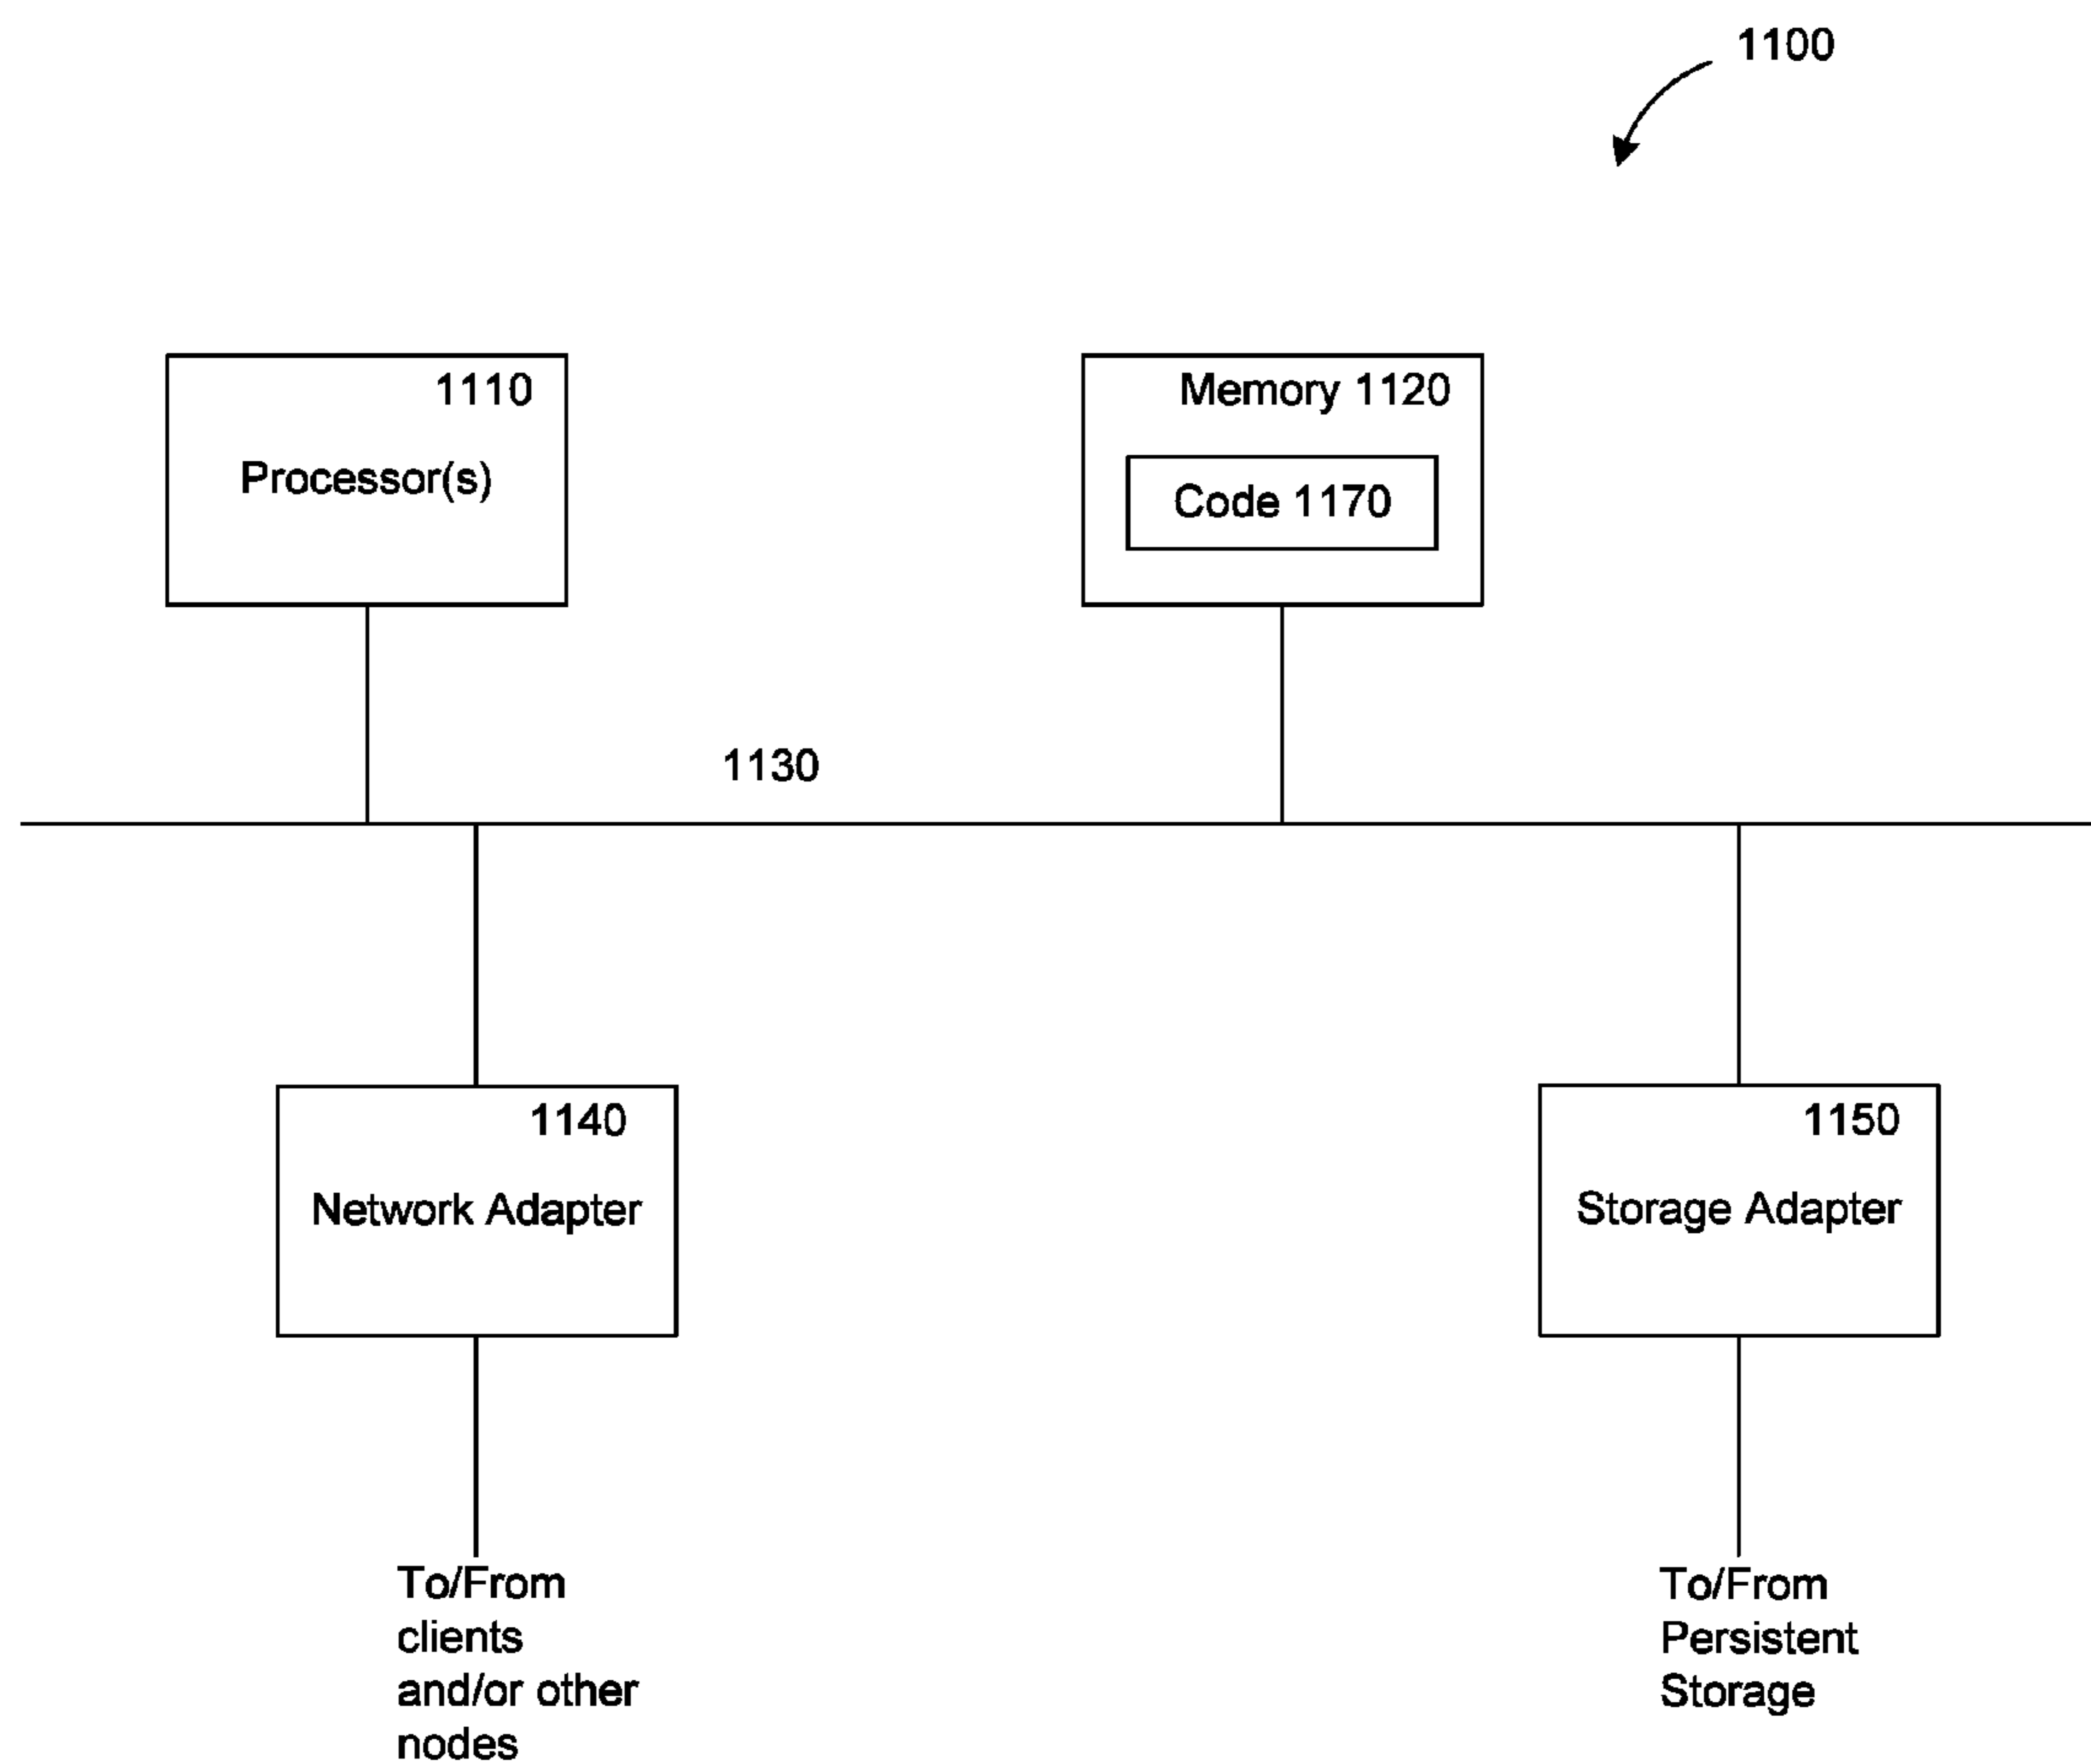 1100
1110
Processor(s)
Memory 1120
Code 1170
1130
1140
Network Adapter
1150
Storage Adapter
To/From
clients
and/or other
nodes
To/From
Persistent
Storage